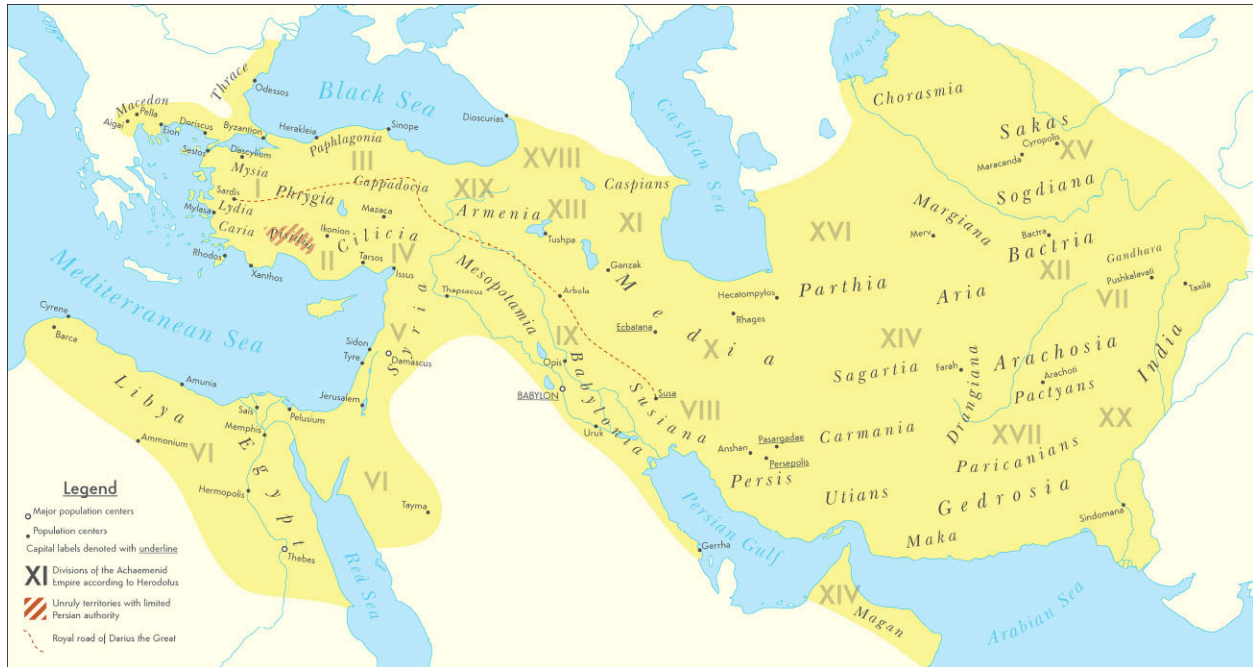 Aral Sea
Thrace
Odessos
Black Sea
Macedon
Pella
Aigai
Eion
Doriscus
Byzantion
Herakleia
Sinope
Dioscurias
Caspian Sea
Chorasmia
Sakas
Cyropolis
XV
Maracanda
Sestos
Dascylium
Paphlagonia
Mysia
III
XVIII
I
Phrygia
Cappadocia
XIX
Caspians
Sogdiana
Sardis
Mylasa
Lydia
Mazaca
Armenia
XIII
XI
Margiana
Caria
Pisidia
Ikonion
Cilicia
Tushpa
XVI
Merv
Bactra
Bactria
II
IV
Tarsos
Issus
Rhodos
Xanthos
Ganzak
Gandhara
XII
Pushkalavati
Mediterranean Sea
Thapsacus
Mesopotamia
Arbela
Media
Hecatompylos
Parthia
Aria
VII
Taxila
Cyrene
Barca
Rhages
V
Syria
Ecbatana
IX
X
XIV
Sidon
Tyre
Damascus
Opis
Babylonia
Sagartia
Farah
Arachosia
Arachoti
Pactyans
India
Libya
Amunia
BABYLON
Susa
Susiana
Jerusalem
Sais
Pelusium
VIII
Drangiana
XX
Memphis
Uruk
Carmania
XVII
Ammonium
Egypt
Anshan
Pasargadae
Persepolis
Paricanians
VI
VI
Persis
Utians
Gedrosia
Hermopolis
Tayma
Sindomana
Persian Gulf
Maka
Gerrha
Thebes
Red Sea
XIV
Magan
Arabian Sea
Legend
Major population centers
Population centers
Capital labels denoted with underline
XI Divisions of the Achaemenid
Empire according to Herodotus
Unruly territories with limited
Persian authority
Royal road of Darius the Great